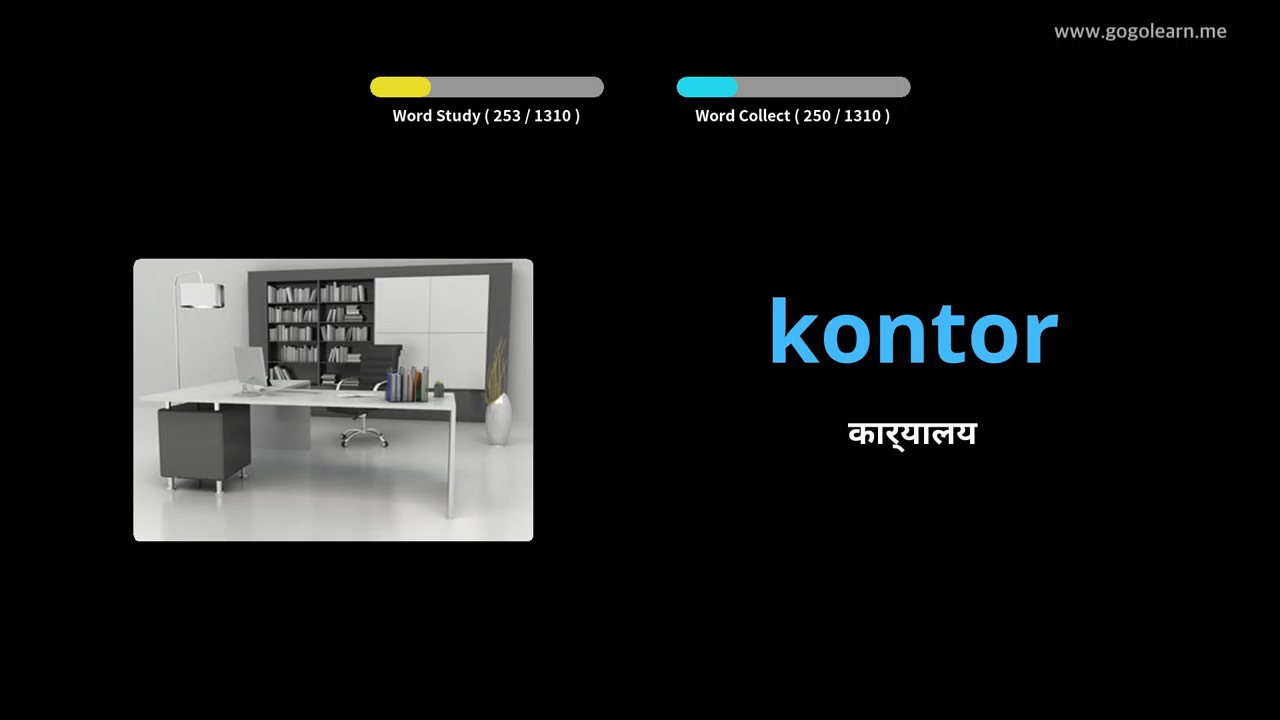 www.gogolearn.me
Word Study ( 253 / 1310 )
Word Collect ( 250 / 1310 )
kontor
कार्‍यालय